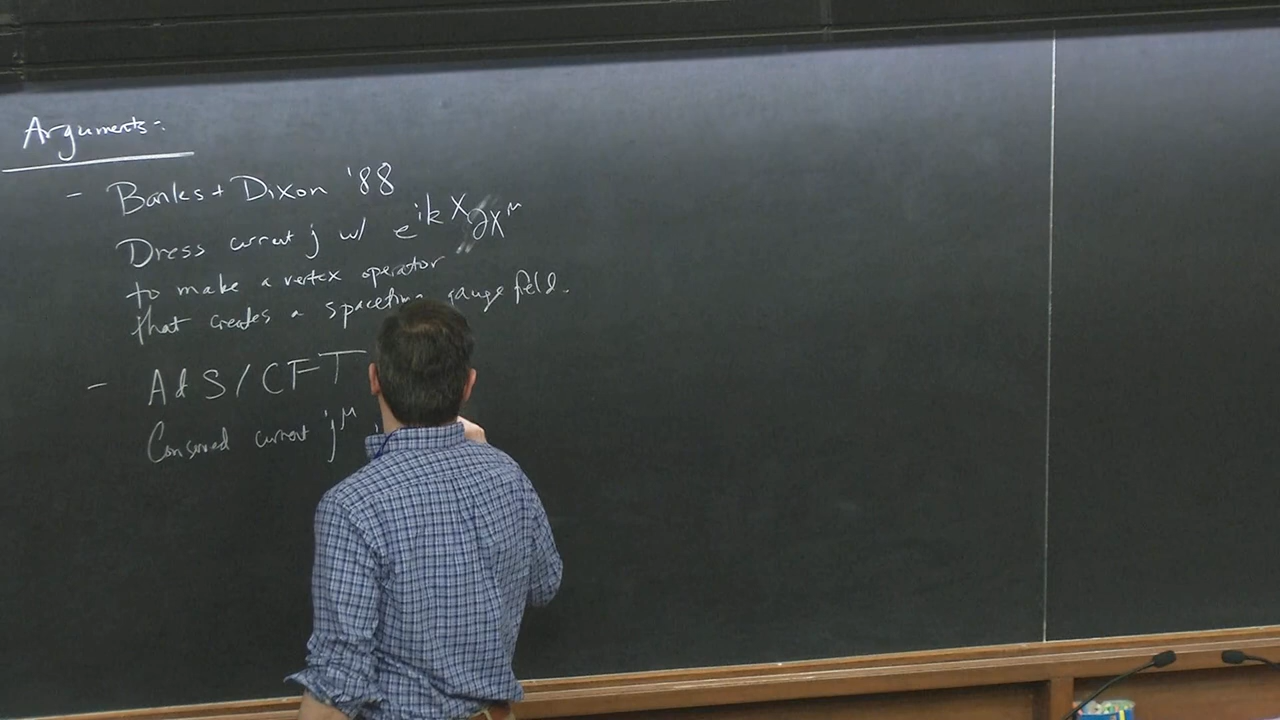 Arguments:
- Banks + Dixon '88
Dress current j w/ e^{ikX} ∂X^μ
to make a vertex operator
that creates a gauge field.
- AdS/CFT
Conserved current j^μ